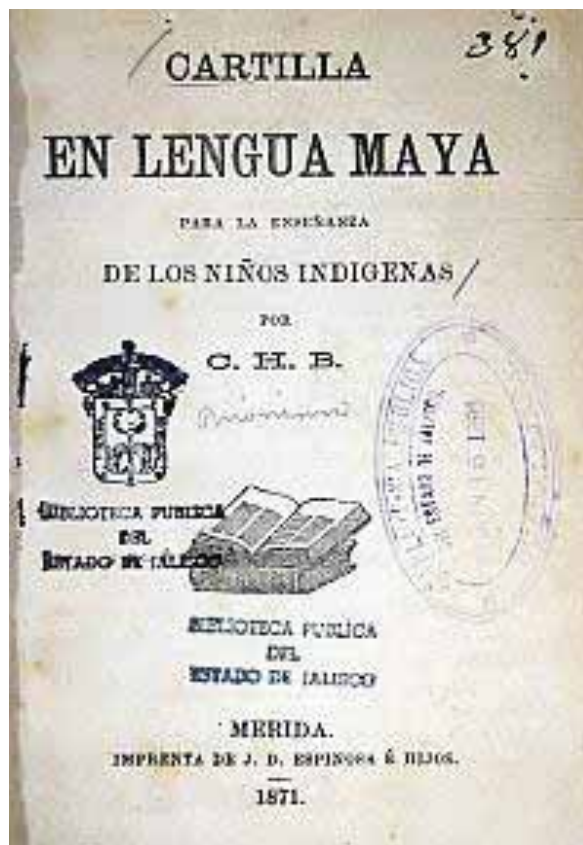 381
CARTILLA
EN LENGUA MAYA
PARA LA ENSEÑANZA
DE LOS NIÑOS INDIGENAS
POR
C. H. B.
BIBLIOTECA PUBLICA
DEL
ESTADO DE JALISCO
BIBLIOTECA PUBLICA
DEL
ESTADO DE JALISCO
MERIDA.
IMPRENTA DE J. D. ESPINOSA É HIJOS.
1871.